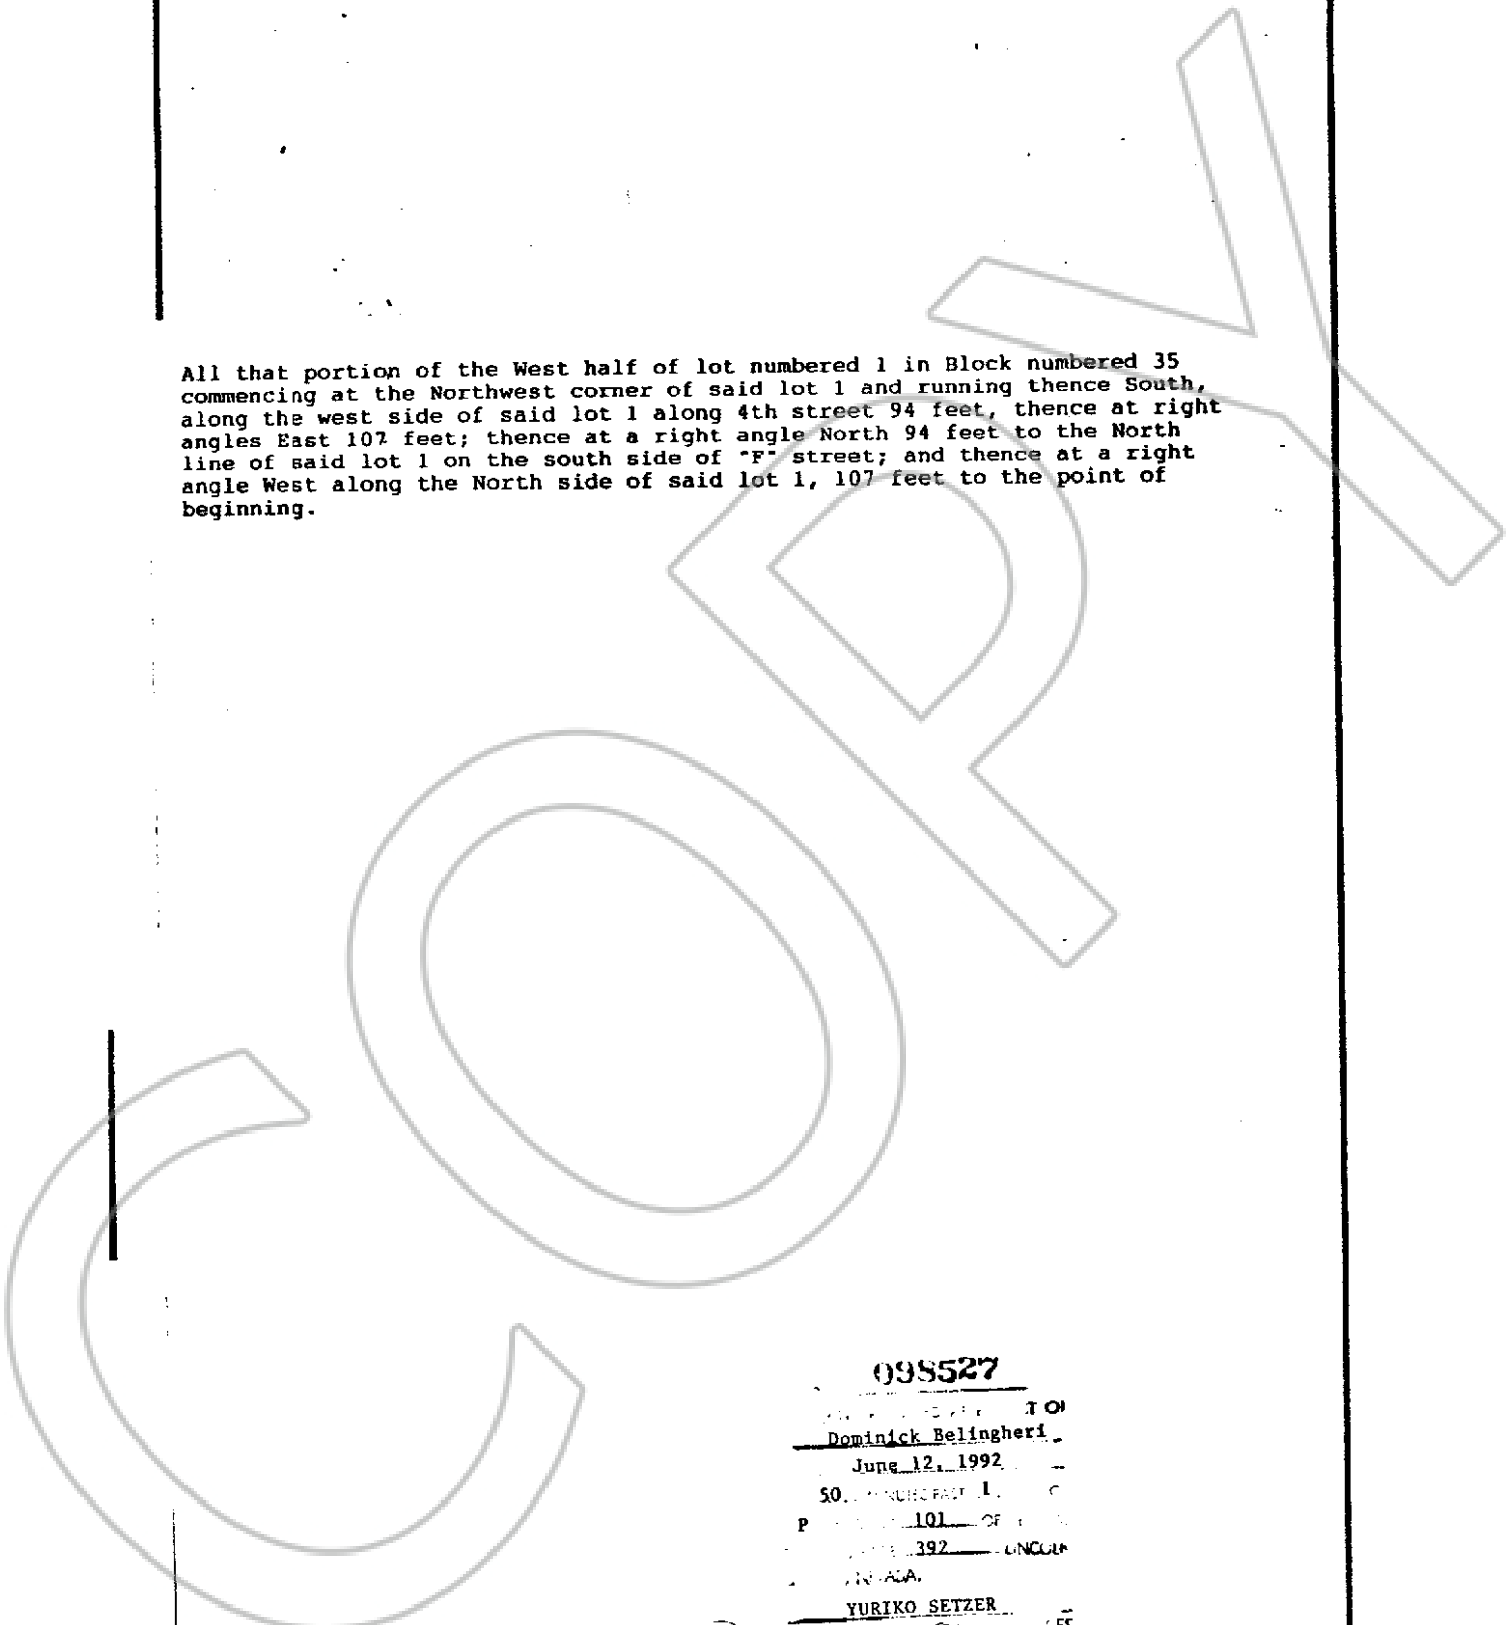 All that portion of the West half of lot numbered 1 in Block numbered 35
commencing at the Northwest corner of said lot 1 and running thence South,
along the west side of said lot 1 along 4th street 94 feet, thence at right
angles East 107 feet; thence at a right angle North 94 feet to the North
line of said lot 1 on the south side of "F" street; and thence at a right
angle West along the North side of said lot 1, 107 feet to the point of
beginning.
COPY
098527
Dominick Belingheri
June 12, 1992
50 1
P 101 OF
392 LINCOLN
YURIKO SETZER